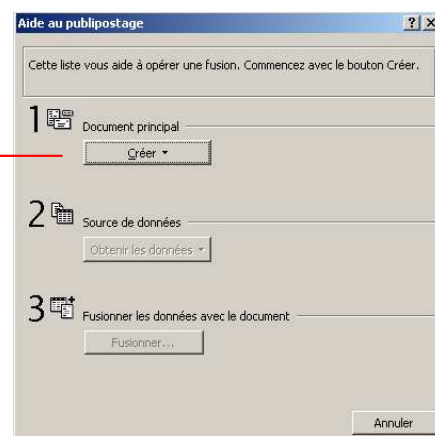 Aide au publipostage
Cette liste vous aide à opérer une fusion. Commencez avec le bouton Créer.
1 Document principal
Créer
2 Source de données
Obtenir les données
3 Fusionner les données avec le document
Fusionner...
Annuler